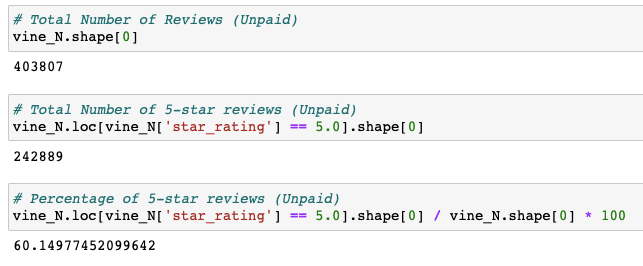 # Total Number of Reviews (Unpaid)
vine_N.shape[0]
403807
# Total Number of 5-star reviews (Unpaid)
vine_N.loc[vine_N['star_rating'] == 5.0].shape[0]
242889
# Percentage of 5-star reviews (Unpaid)
vine_N.loc[vine_N['star_rating'] == 5.0].shape[0] / vine_N.shape[0] * 100
60.14977452099642